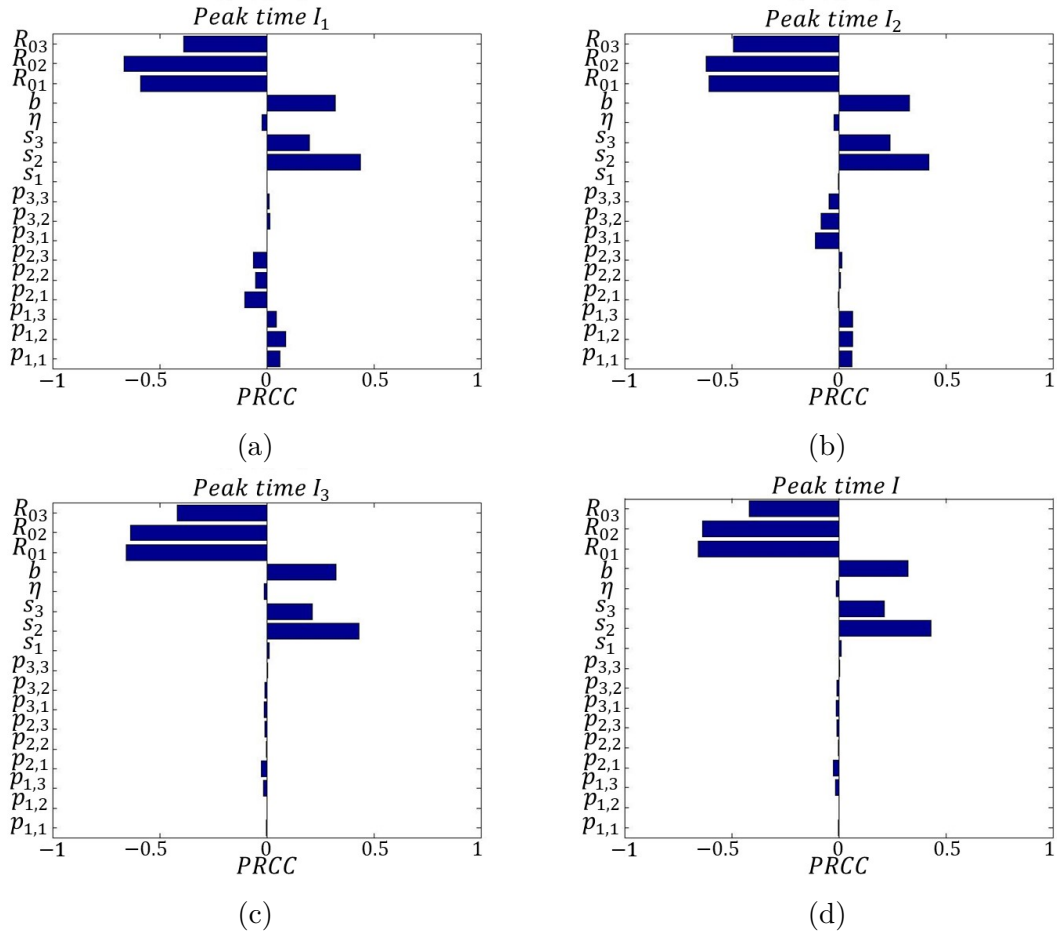 Peak time I₁
R₀₃
R₀₂
R₀₁
b
η
s₃
s₂
s₁
p₃,₃
p₃,₂
p₃,₁
p₂,₃
p₂,₂
p₂,₁
p₁,₃
p₁,₂
p₁,₁
−1 −0.5 0 0.5 1
PRCC
(a)
Peak time I₂
R₀₃
R₀₂
R₀₁
b
η
s₃
s₂
s₁
p₃,₃
p₃,₂
p₃,₁
p₂,₃
p₂,₂
p₂,₁
p₁,₃
p₁,₂
p₁,₁
−1 −0.5 0 0.5 1
PRCC
(b)
Peak time I₃
R₀₃
R₀₂
R₀₁
b
η
s₃
s₂
s₁
p₃,₃
p₃,₂
p₃,₁
p₂,₃
p₂,₂
p₂,₁
p₁,₃
p₁,₂
p₁,₁
−1 −0.5 0 0.5 1
PRCC
(c)
Peak time I
R₀₃
R₀₂
R₀₁
b
η
s₃
s₂
s₁
p₃,₃
p₃,₂
p₃,₁
p₂,₃
p₂,₂
p₂,₁
p₁,₃
p₁,₂
p₁,₁
−1 −0.5 0 0.5 1
PRCC
(d)